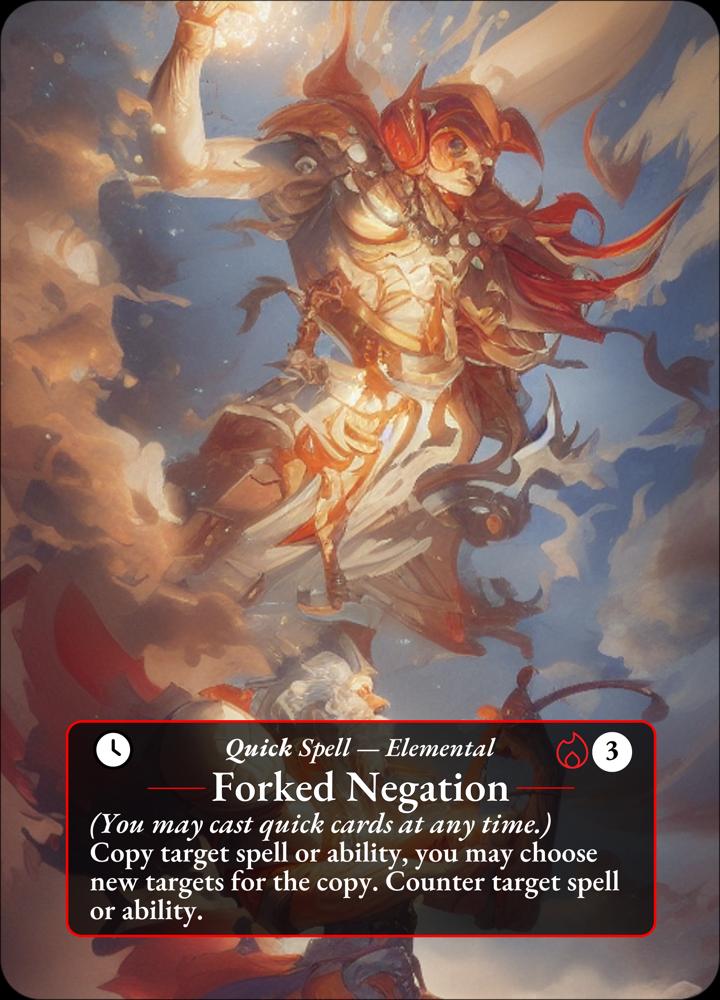 Quick Spell — Elemental
3
Forked Negation
(You may cast quick cards at any time.)
Copy target spell or ability, you may choose
new targets for the copy. Counter target spell
or ability.